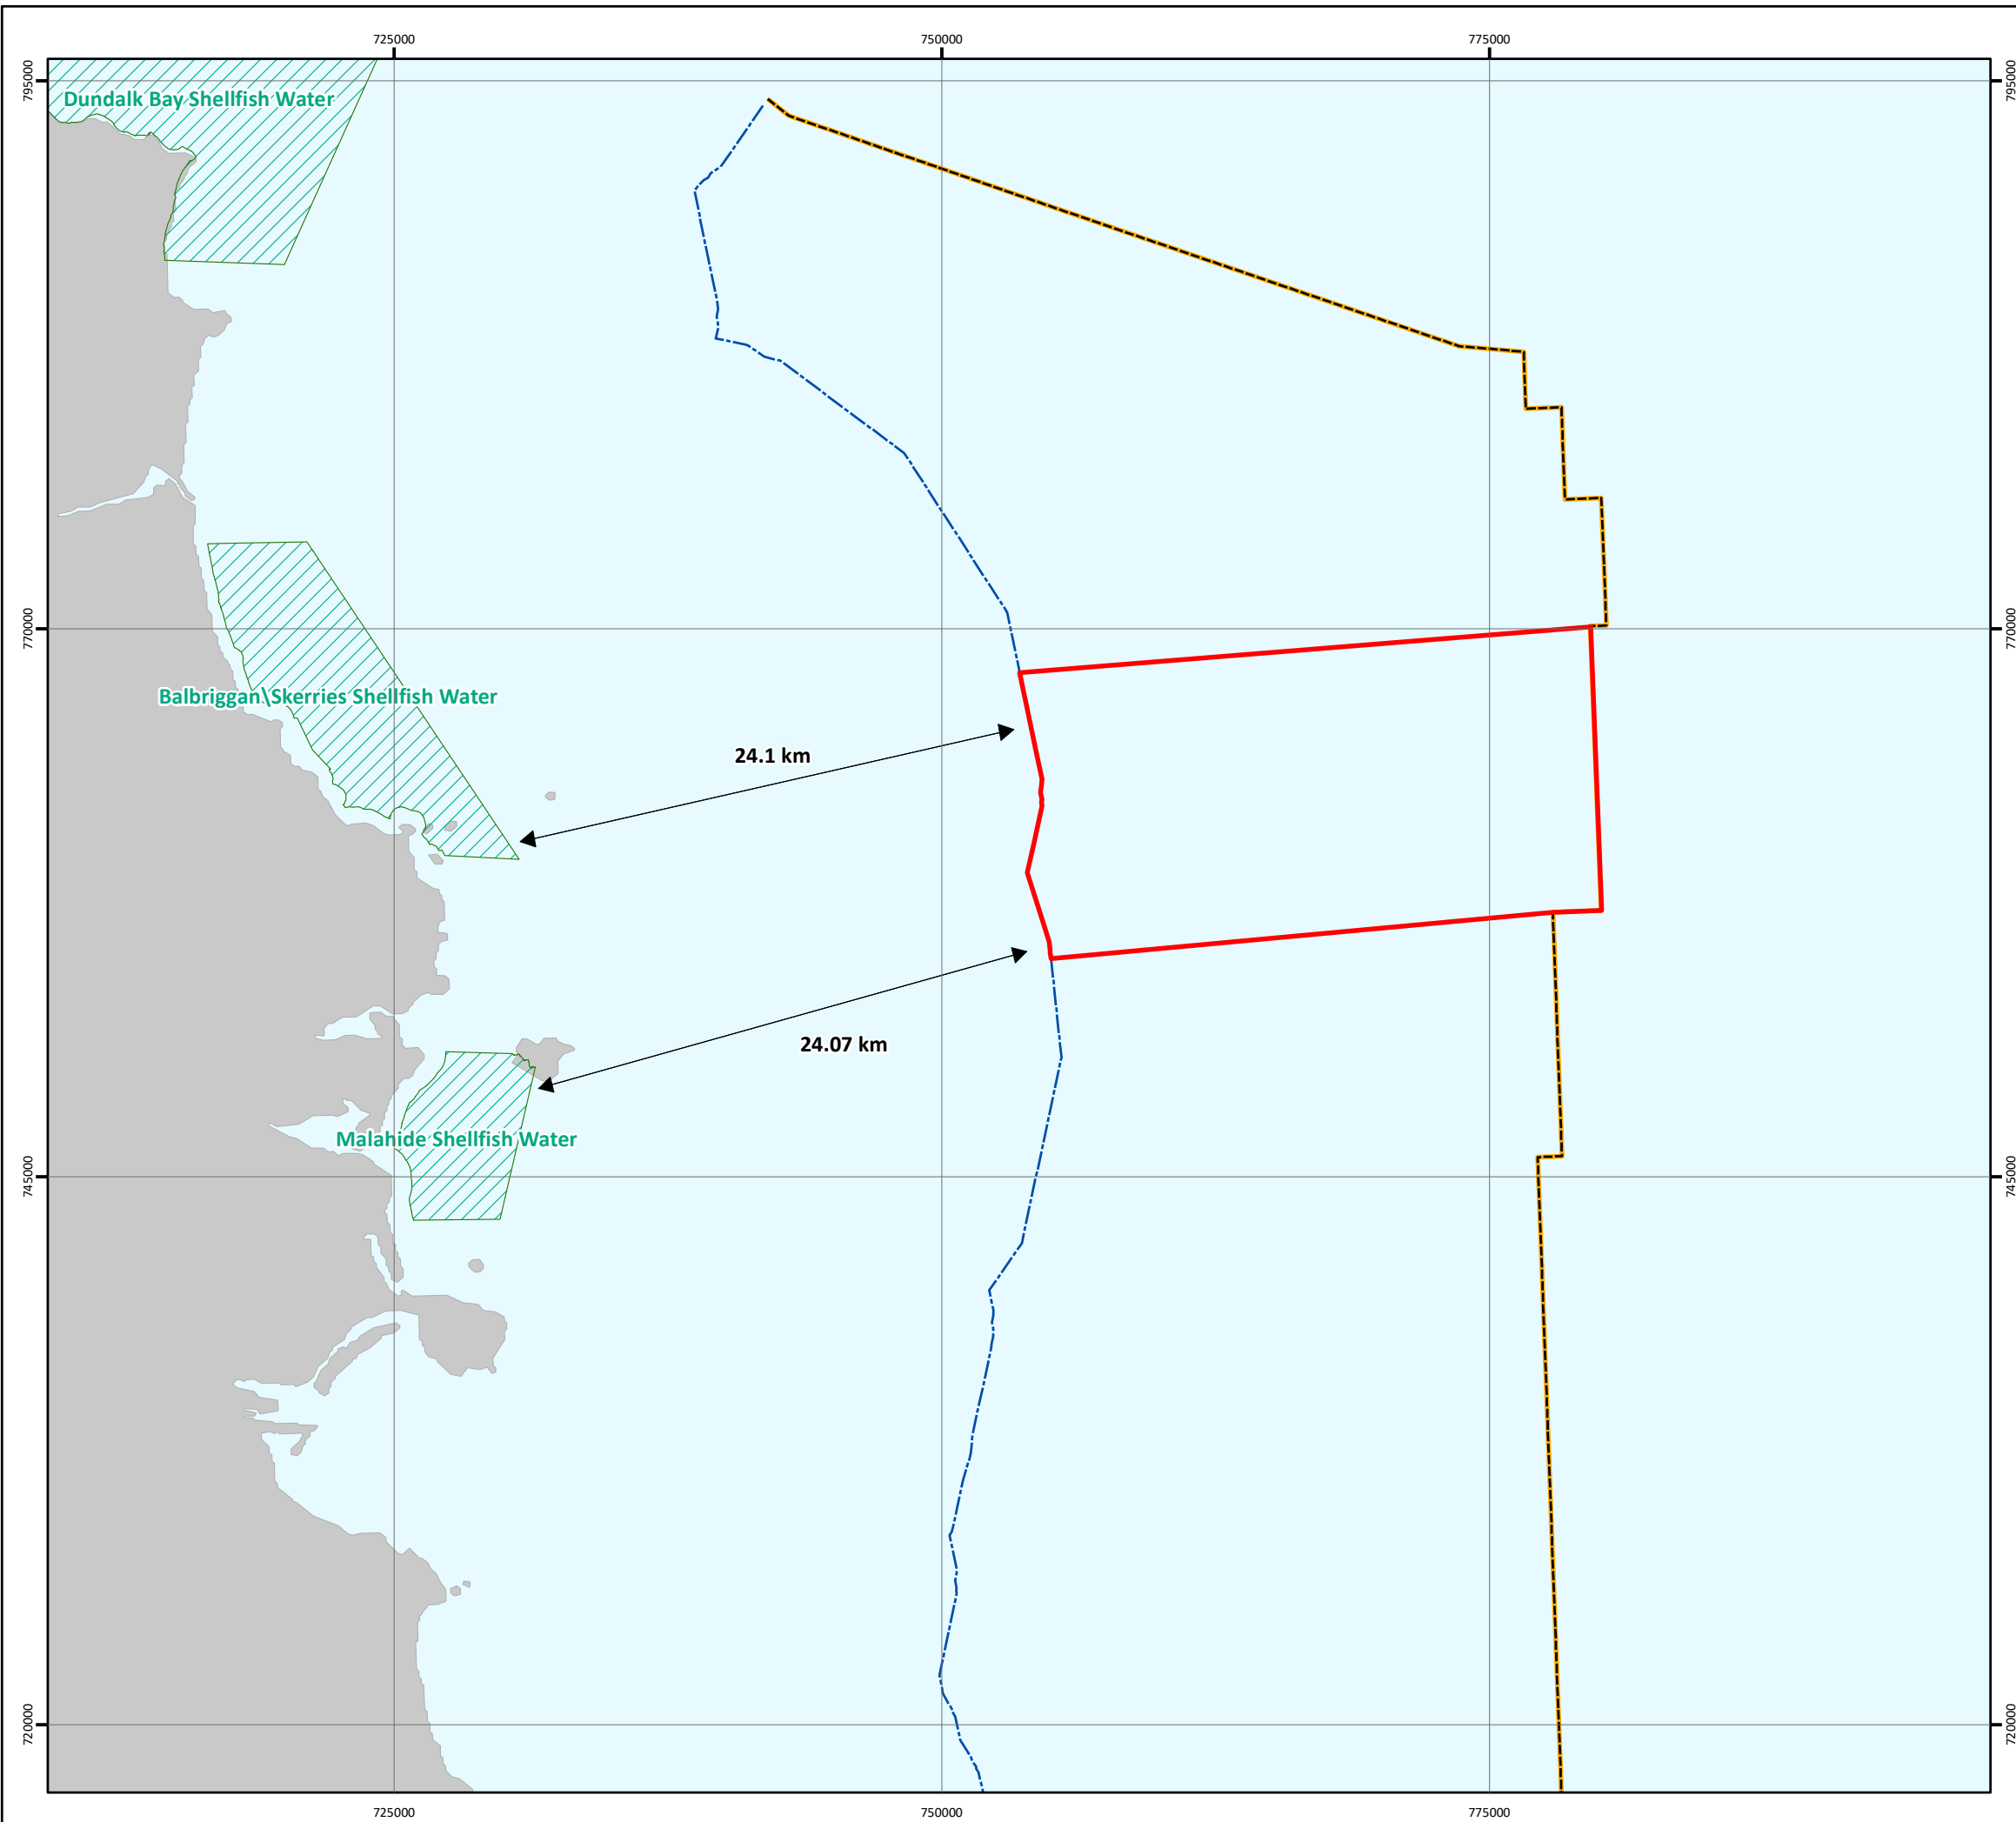 725000
750000
775000
795000
795000
Dundalk Bay Shellfish Water
770000
770000
Balbriggan\Skerries Shellfish Water
24.1 km
24.07 km
Malahide Shellfish Water
745000
745000
720000
720000
725000
750000
775000